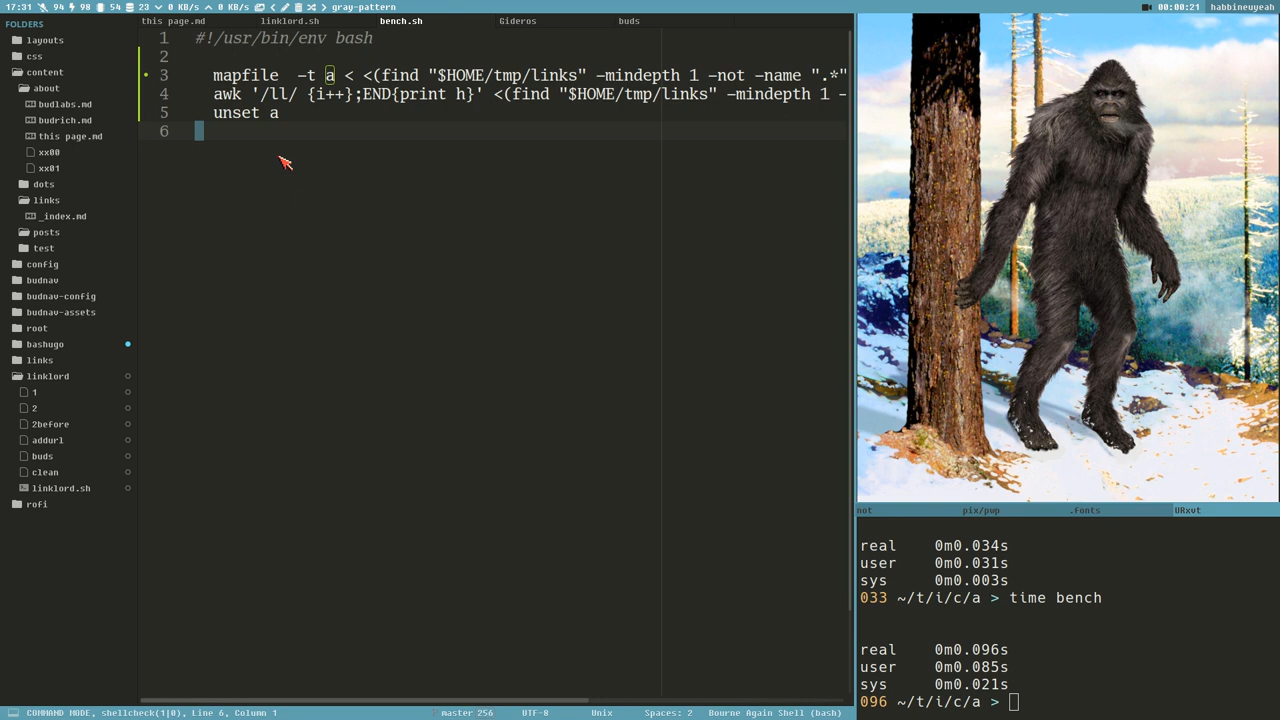 17:31 94 98 54 23 0 KB/s 0 KB/s gray-pattern 00:00:21 habbineuyeah
this page.md linklord.sh bench.sh Gideros buds
FOLDERS
layouts
css
content
about
budlabs.md
budrich.md
this page.md
xx00
xx01
dots
links
_index.md
posts
test
config
budnav
budnav-config
budnav-assets
root
bashugo
links
linklord
1
2
2before
addurl
buds
clean
linklord.sh
rofi
1 #!/usr/bin/env bash
2
3 mapfile -t a < <(find "$HOME/tmp/links" -mindepth 1 -not -name ".*"
4 awk '/ll/ {i++};END{print h}' <(find "$HOME/tmp/links" -mindepth 1 -
5 unset a
6
not pix/pwp .fonts URxvt
real 0m0.034s
user 0m0.031s
sys 0m0.003s
033 ~/t/i/c/a > time bench
real 0m0.096s
user 0m0.085s
sys 0m0.021s
096 ~/t/i/c/a >
COMMAND MODE, shellcheck(1|0), Line 6, Column 1 master 256 UTF-8 Unix Spaces: 2 Bourne Again Shell (bash)